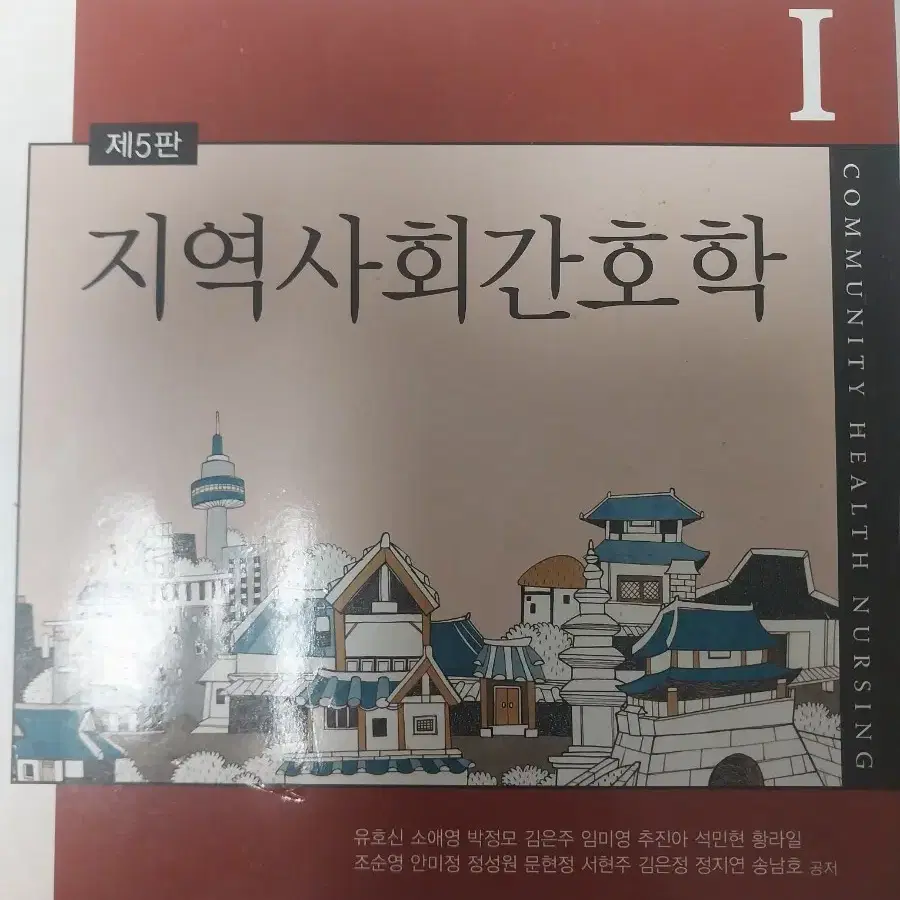 I
제5판
지역사회간호학
COMMUNITY HEALTH NURSING
유호신 소애영 박정모 김은주 임미영 추진아 석민현 황라일
조순영 안미정 정성원 문현정 서현주 김은정 정지연 송남호 공저